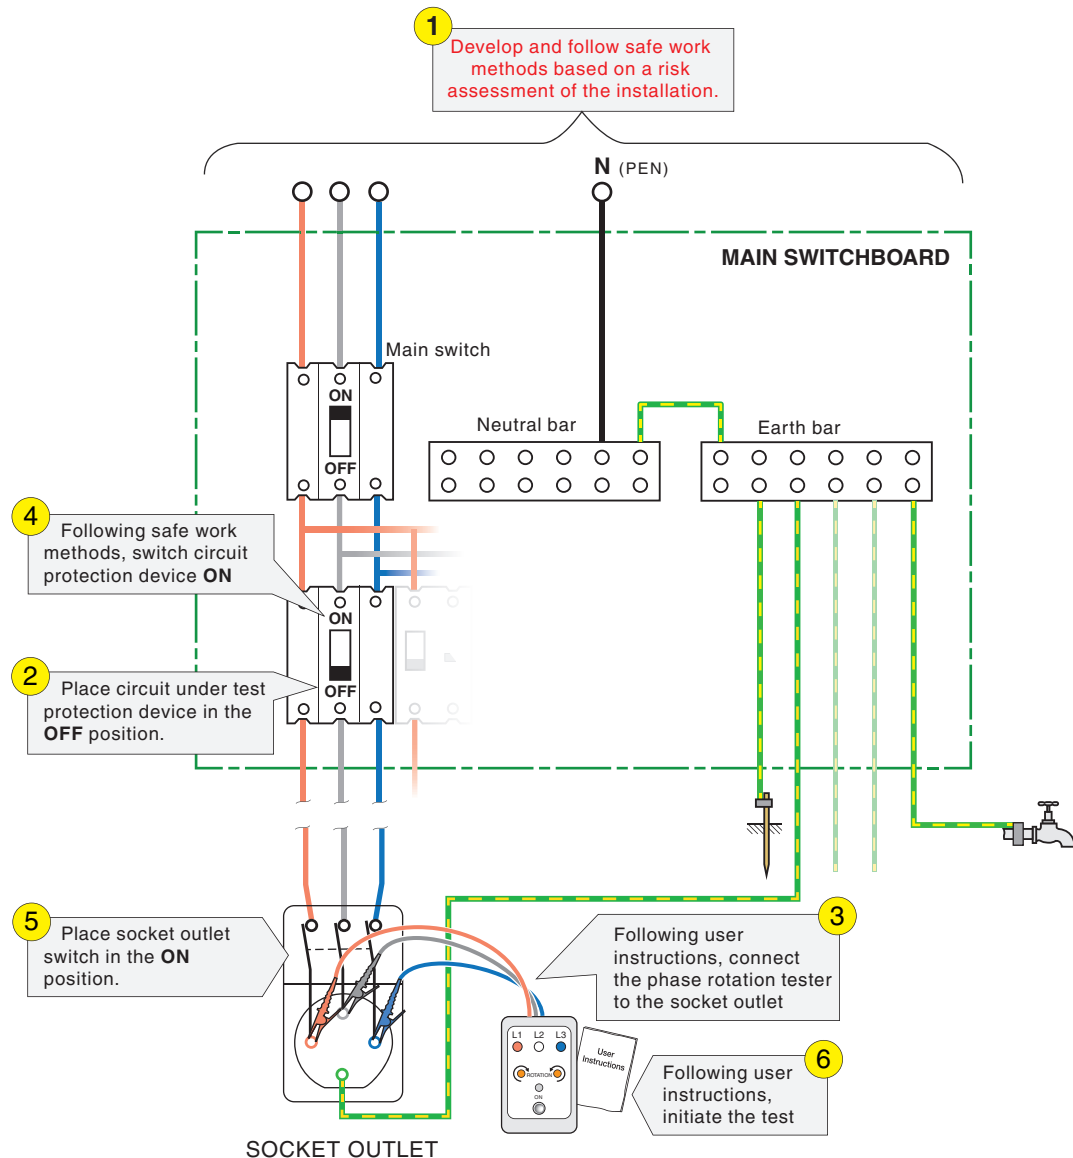 1
Develop and follow safe work
methods based on a risk
assessment of the installation.
N (PEN)
MAIN SWITCHBOARD
Main switch
ON
OFF
Neutral bar
Earth bar
4
Following safe work
methods, switch circuit
protection device ON
ON
OFF
2
Place circuit under test
protection device in the
OFF position.
5
Place socket outlet
switch in the ON
position.
3
Following user
instructions, connect
the phase rotation tester
to the socket outlet
L1 L2 L3
ROTATION
ON
User
Instructions
6
Following user
instructions,
initiate the test
SOCKET OUTLET